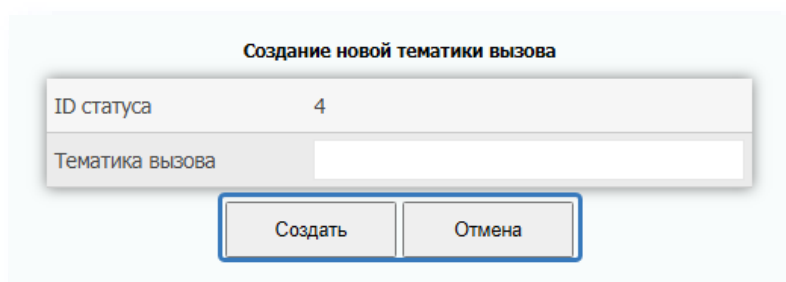 Создание новой тематики вызова
ID статуса 4
Тематика вызова
Создать Отмена